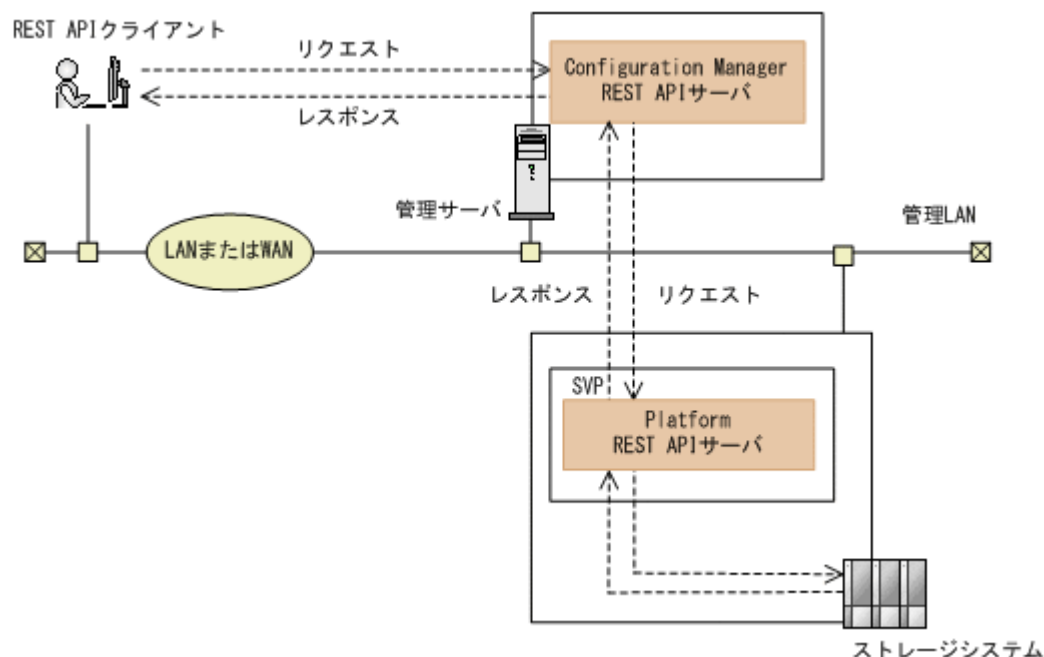 REST APIクライアント
リクエスト
Configuration Manager
REST APIサーバ
レスポンス
管理サーバ
管理LAN
LANまたはWAN
レスポンス
リクエスト
SVP
Platform
REST APIサーバ
ストレージシステム